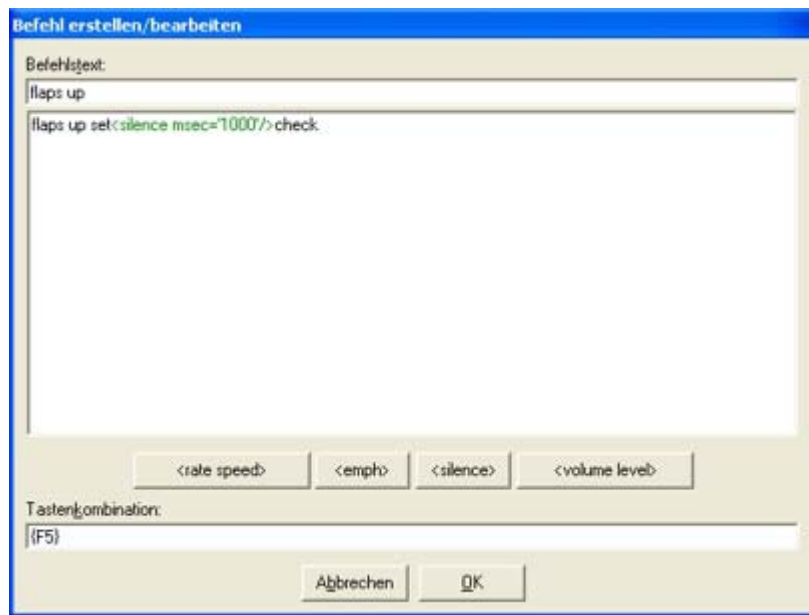 Befehl erstellen/bearbeiten
Befehlstext:
flaps up
flaps up set<silence msec='1000'/>check
<rate speed> <emph> <silence> <volume level>
Tastenkombination:
{F5}
Abbrechen OK